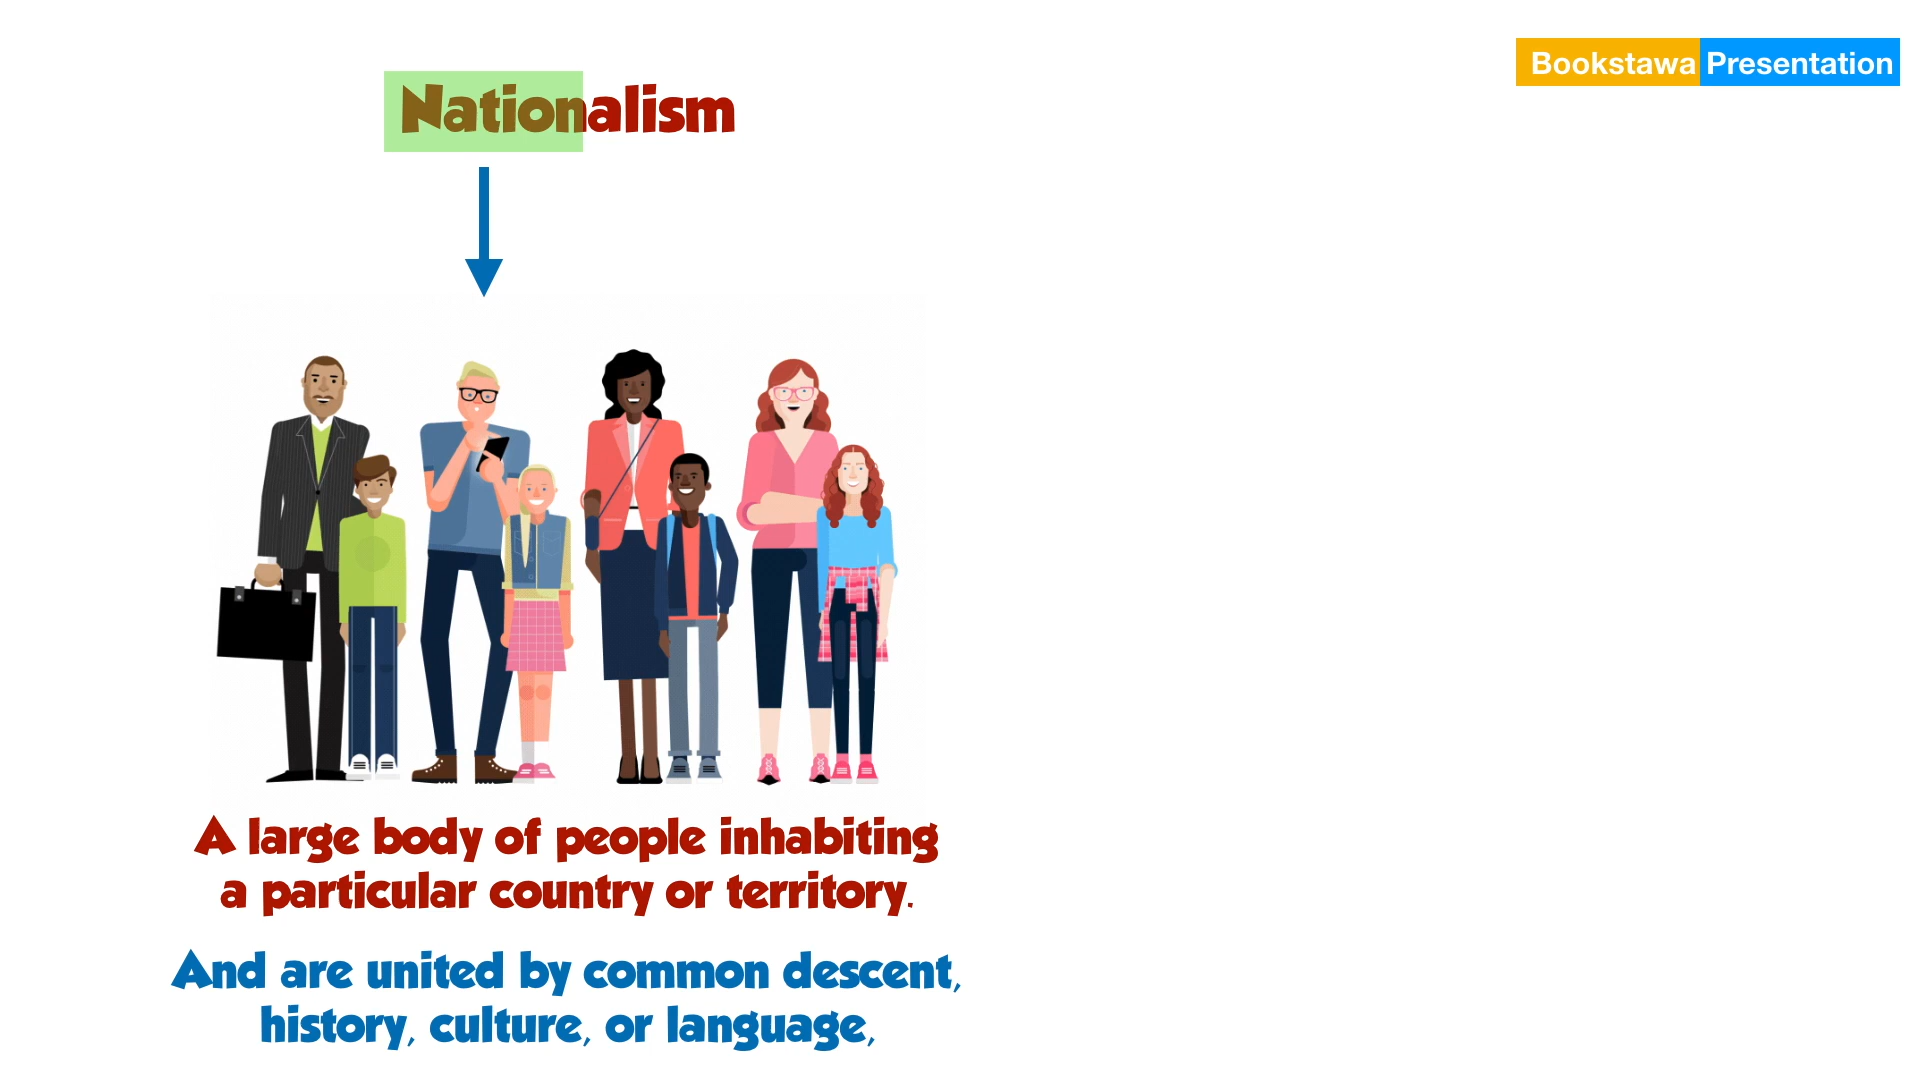 Bookstawa Presentation
Nationalism
A large body of people inhabiting
a particular country or territory.
And are united by common descent,
history, culture, or language,